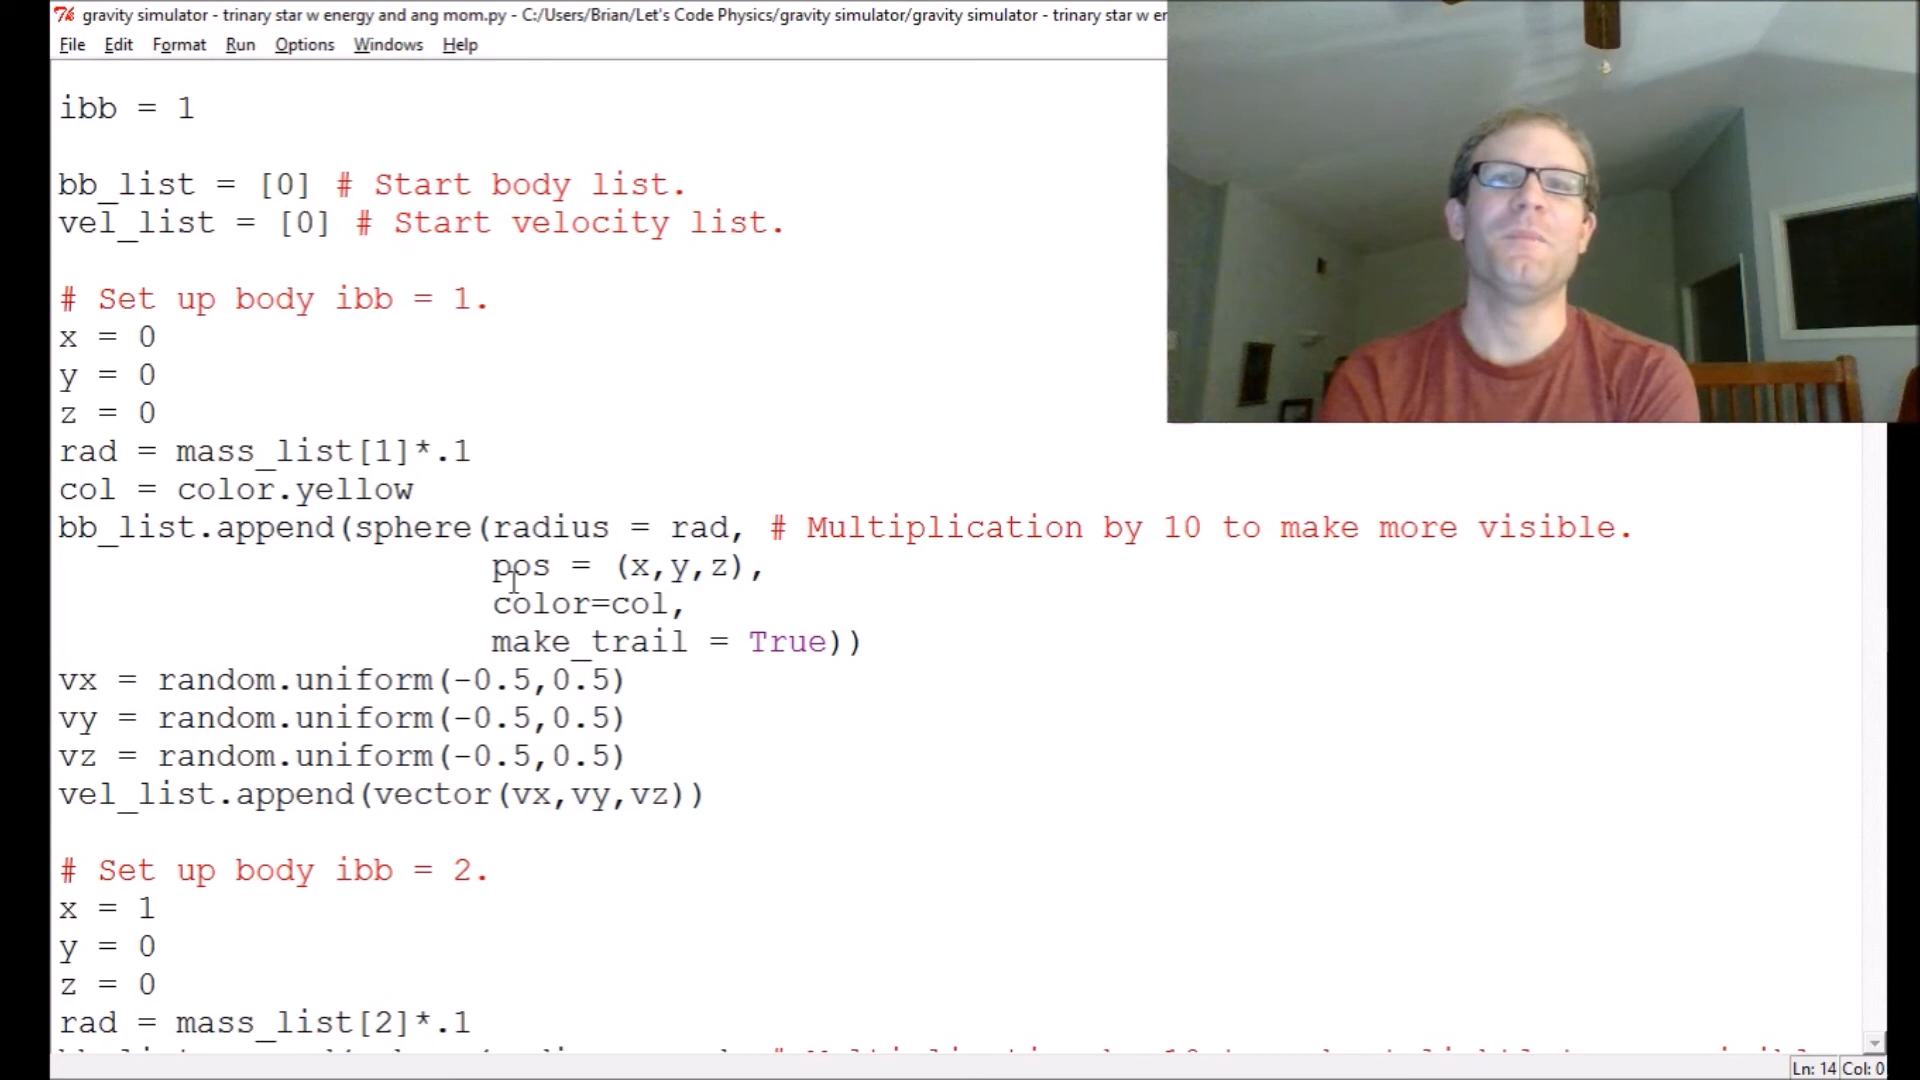 gravity simulator - trinary star w energy and ang mom.py - C:/Users/Brian/Let's Code Physics/gravity simulator/gravity simulator - trinary star w
File Edit Format Run Options Windows Help
ibb = 1
bb_list = [0] # Start body list.
vel_list = [0] # Start velocity list.
# Set up body ibb = 1.
x = 0
y = 0
z = 0
rad = mass_list[1]*.1
col = color.yellow
bb_list.append(sphere(radius = rad, # Multiplication by 10 to make more visible.
pos = (x,y,z),
color=col,
make_trail = True))
vx = random.uniform(-0.5,0.5)
vy = random.uniform(-0.5,0.5)
vz = random.uniform(-0.5,0.5)
vel_list.append(vector(vx,vy,vz))
# Set up body ibb = 2.
x = 1
y = 0
z = 0
rad = mass_list[2]*.1
Ln: 14 Col: 0